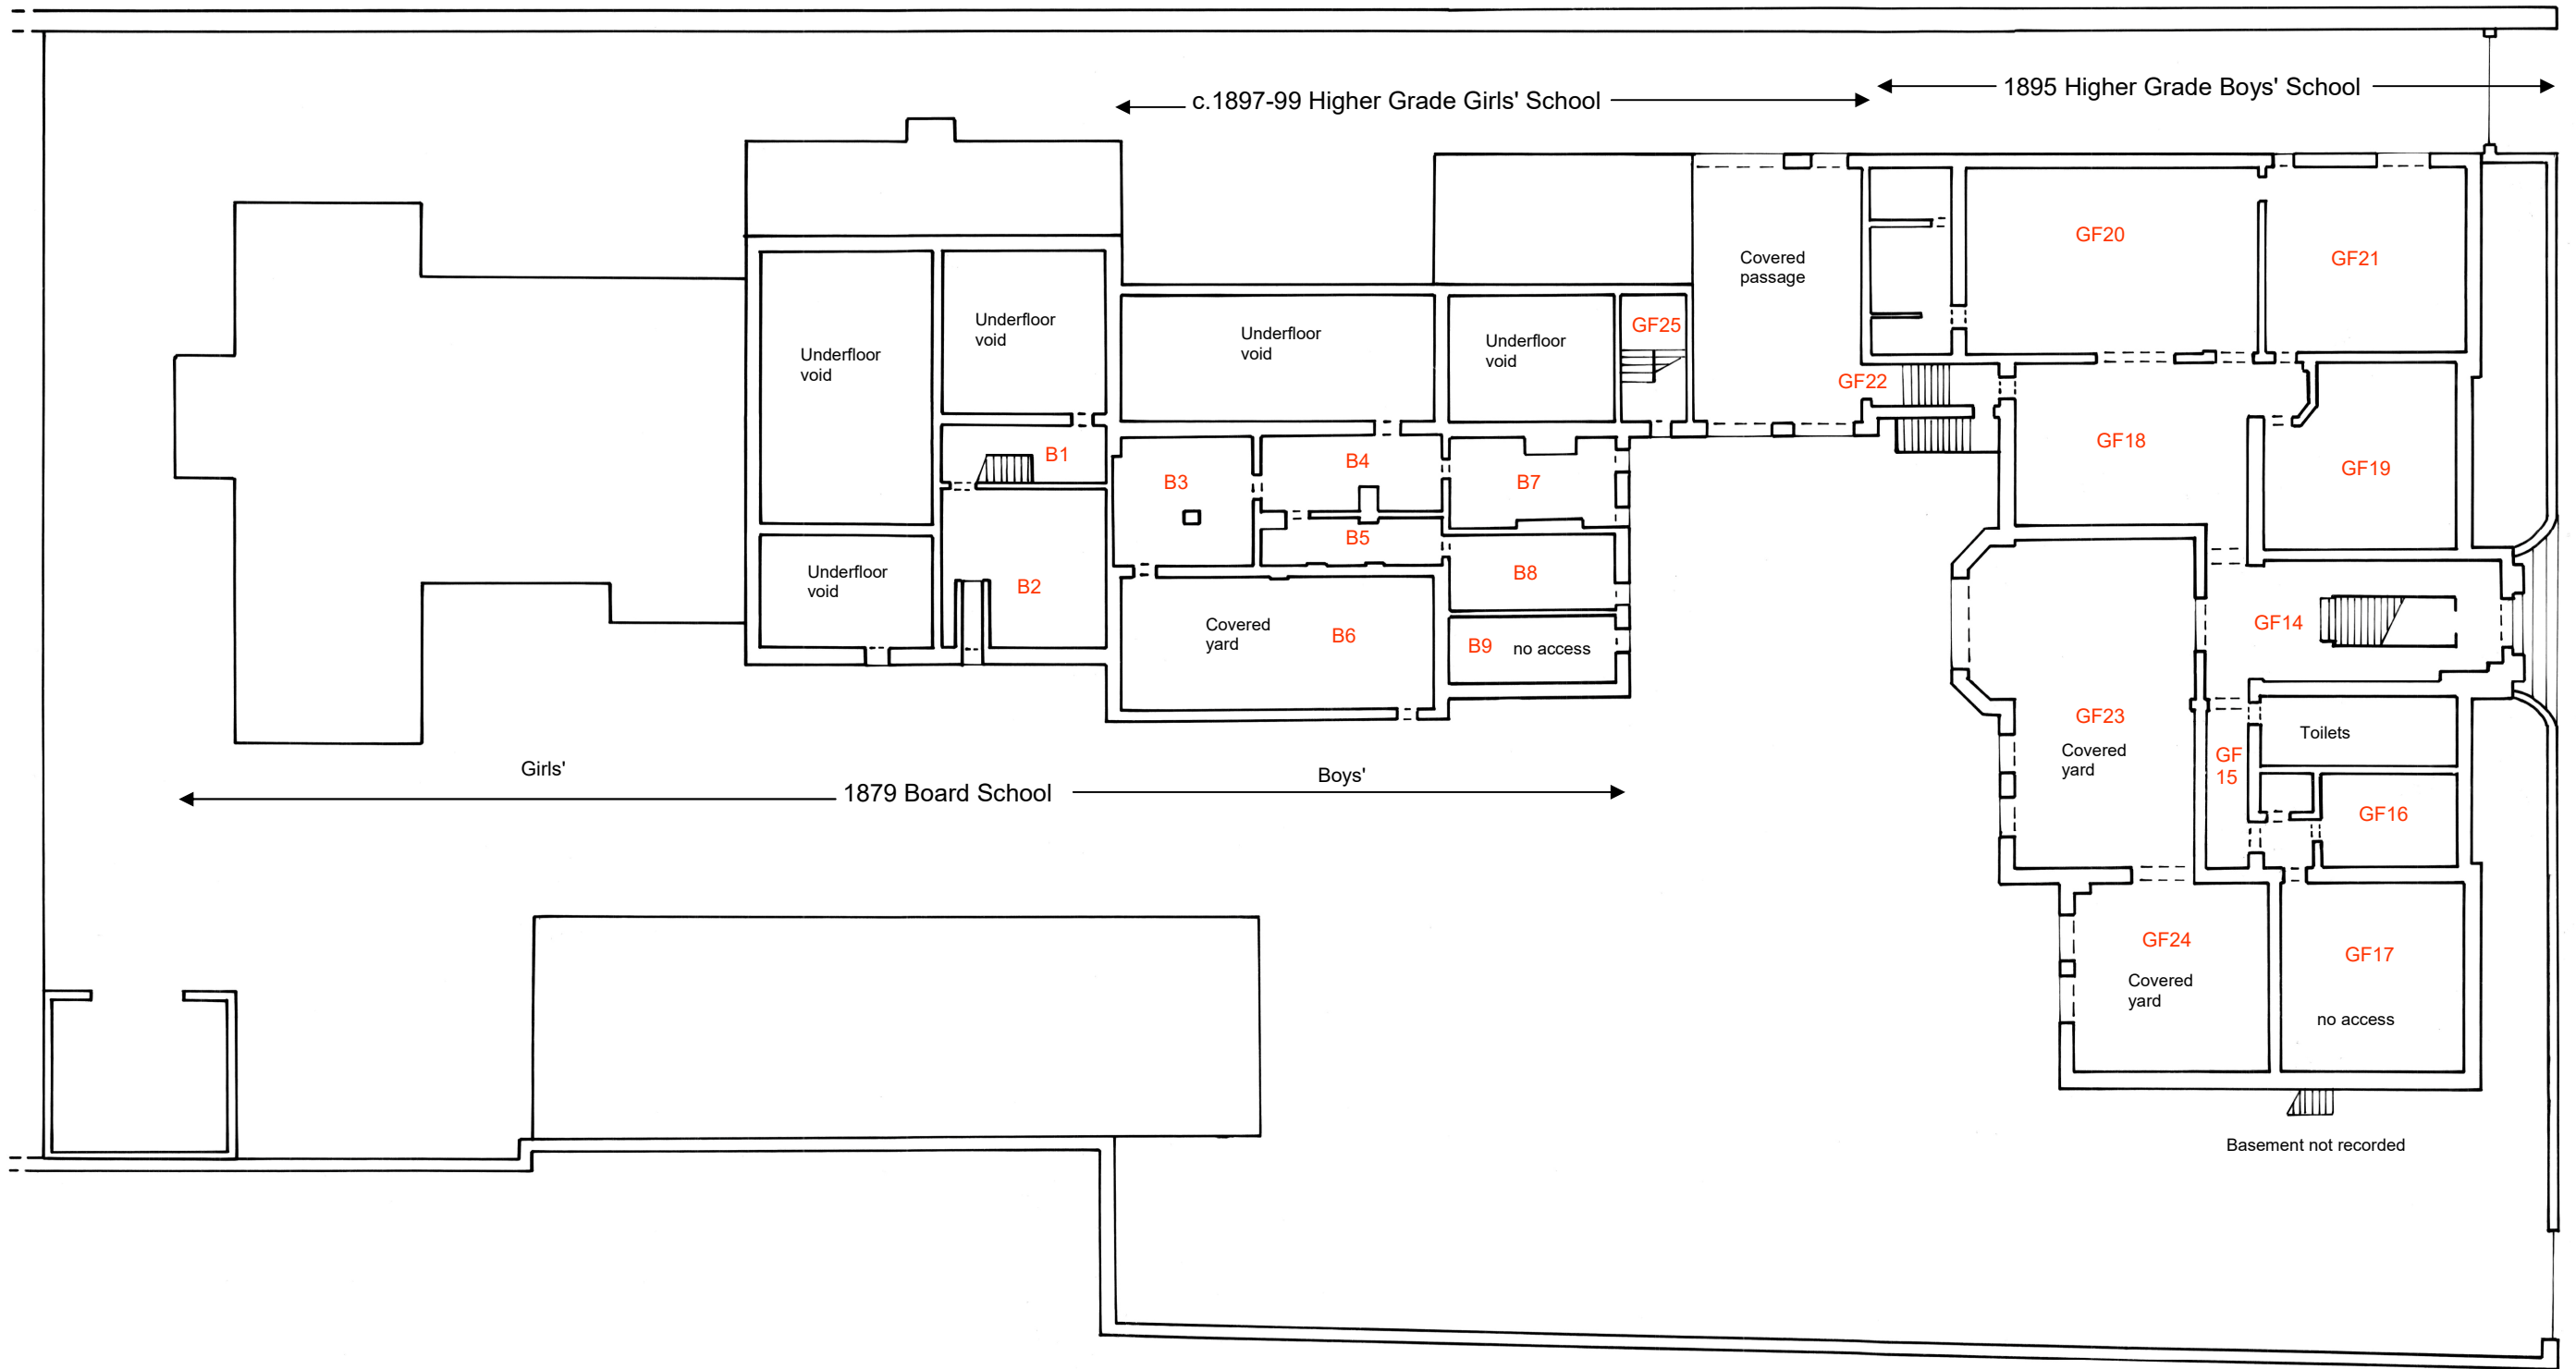 1895 Higher Grade Boys' School
c.1897-99 Higher Grade Girls' School
GF20
GF21
Covered
passage
Underfloor
void
Underfloor
void
Underfloor
void
Underfloor
void
GF25
GF22
GF18
GF19
B1
B3
B4
B7
B5
B2
B8
Underfloor
void
Covered
yard
B6
B9
no access
GF14
GF23
Covered
yard
GF
15
Toilets
GF16
Girls'
Boys'
1879 Board School
GF24
Covered
yard
GF17
no access
Basement not recorded